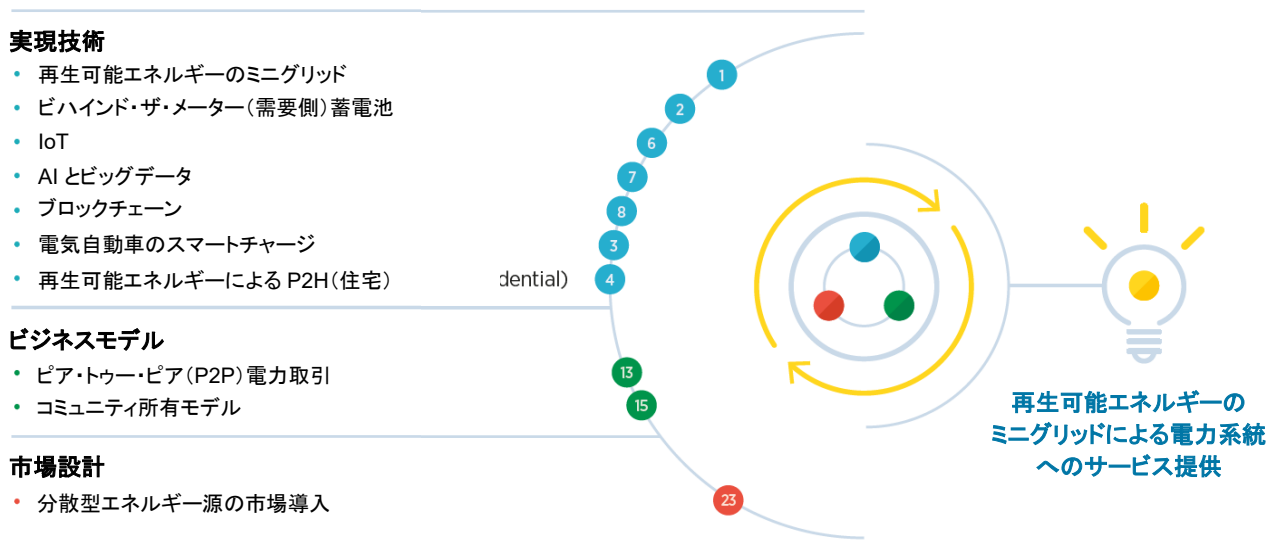 実現技術
• 再生可能エネルギーのミニグリッド
• ビハインド・ザ・メーター（需要側）蓄電池
• IoT
• AI とビッグデータ
• ブロックチェーン
• 電気自動車のスマートチャージ
• 再生可能エネルギーによる P2H（住宅）
dential)
1
2
6
7
8
3
4
ビジネスモデル
• ピア・トゥー・ピア（P2P）電力取引
• コミュニティ所有モデル
13
15
市場設計
• 分散型エネルギー源の市場導入
23
再生可能エネルギーの
ミニグリッドによる電力系統
へのサービス提供